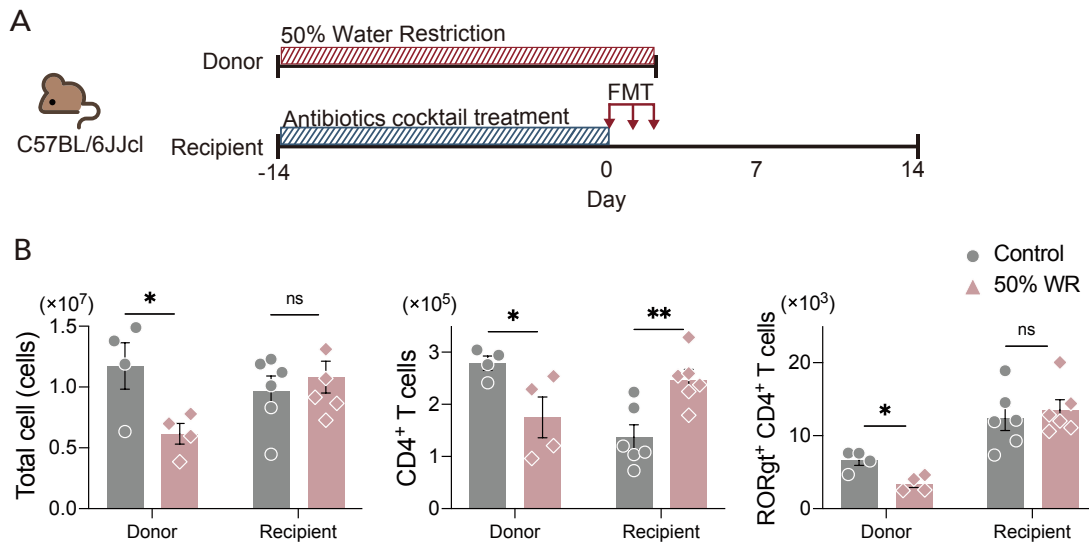 A
50% Water Restriction
Donor
FMT
Antibiotics cocktail treatment
C57BL/6JJcl
Recipient
-14
0
7
14
Day
B
Control
50% WR
(×10⁷)
*
ns
Total cell (cells)
1.5
1.0
0.5
0.0
Donor
Recipient
(×10⁵)
*
**
CD4⁺ T cells
3
2
1
0
Donor
Recipient
(×10³)
*
ns
RORgt⁺ CD4⁺ T cells
20
10
0
Donor
Recipient